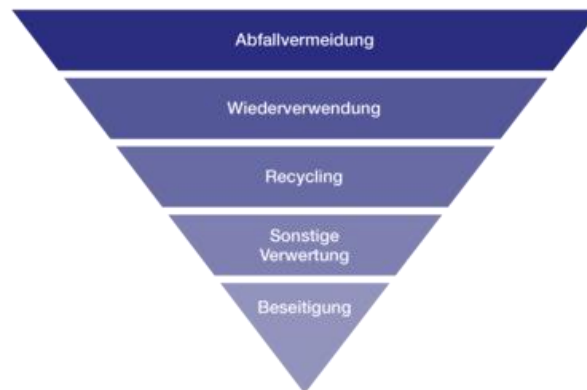 Abfallvermeidung
Wiederverwendung
Recycling
Sonstige
Verwertung
Beseitigung